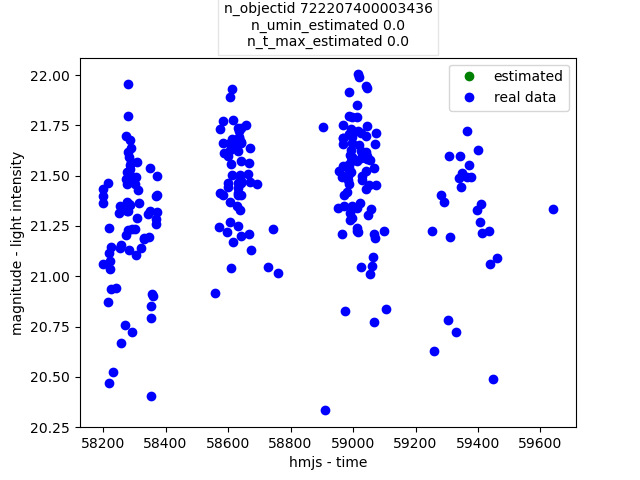 n_objectid 722207400003436
n_umin_estimated 0.0
n_t_max_estimated 0.0
estimated
real data
magnitude - light intensity
22.00
21.75
21.50
21.25
21.00
20.75
20.50
20.25
58200 58400 58600 58800 59000 59200 59400 59600
hmjs - time